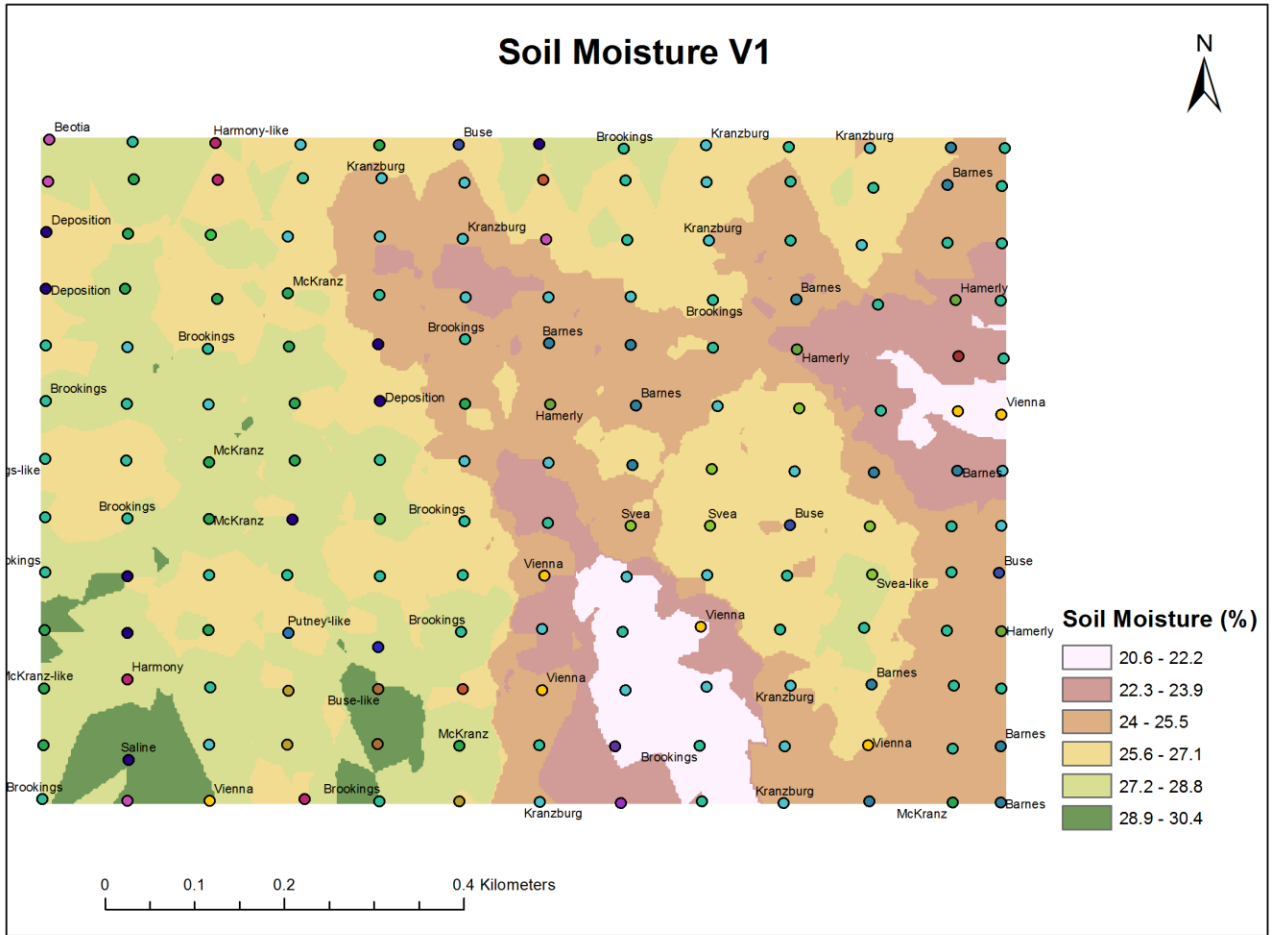 Soil Moisture V1
N
Beotia
Harmony-like
Buse
Brookings
Kranzburg
Kranzburg
Kranzburg
Barnes
Deposition
Kranzburg
Kranzburg
Deposition
McKranz
Barnes
Hamerly
Brookings
Brookings
Brookings
Barnes
Hamerly
Brookings
Deposition
Hamerly
Barnes
Vienna
gs-like
McKranz
Barnes
Brookings
McKranz
Brookings
Svea
Svea
Buse
okings
Vienna
Svea-like
Buse
Putney-like
Brookings
Vienna
Hamerly
McKranz-like
Harmony
Buse-like
Vienna
Kranzburg
Barnes
Saline
McKranz
Brookings
Vienna
Barnes
Brookings
Vienna
Brookings
Kranzburg
Kranzburg
McKranz
Barnes
Soil Moisture (%)
20.6 - 22.2
22.3 - 23.9
24 - 25.5
25.6 - 27.1
27.2 - 28.8
28.9 - 30.4
0 0.1 0.2 0.4 Kilometers